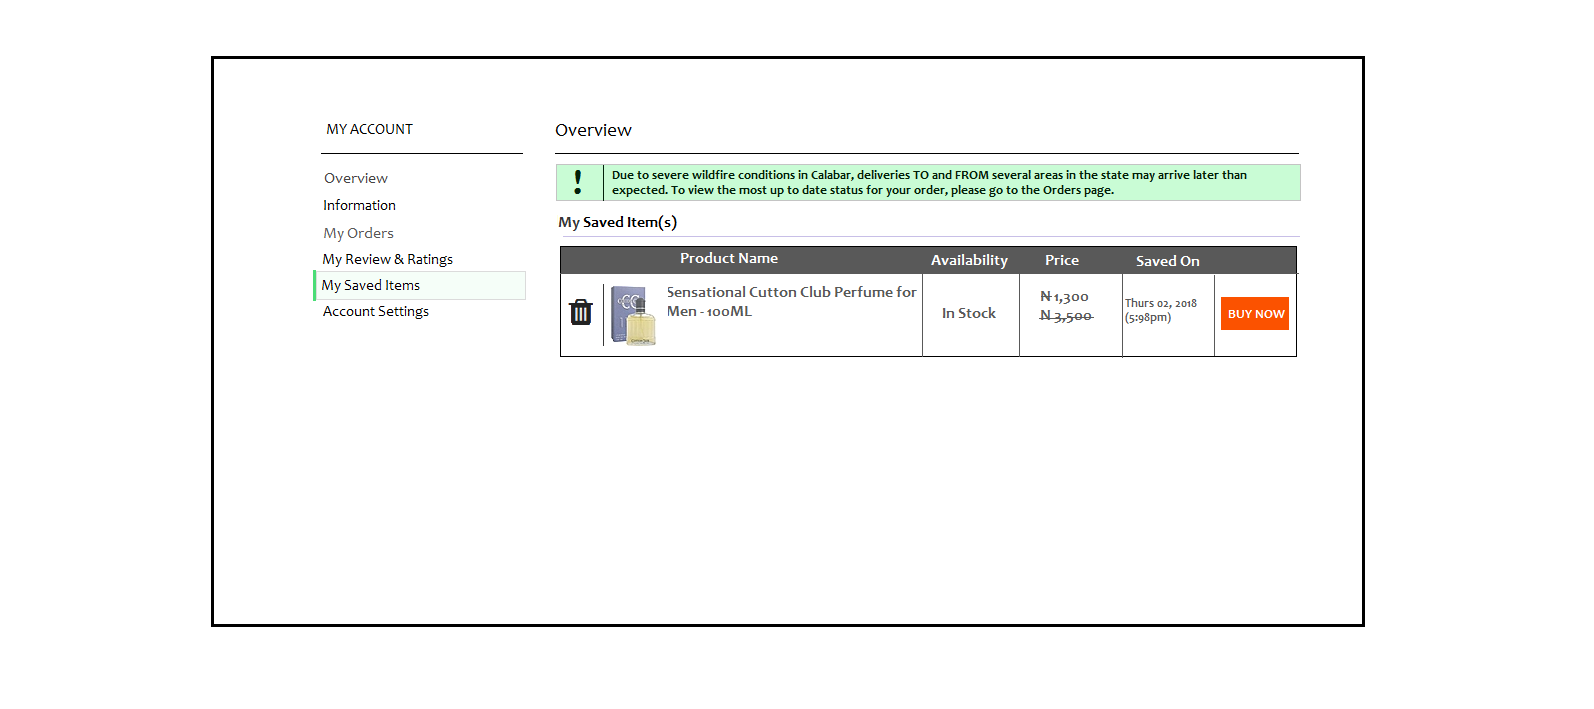 MY ACCOUNT
Overview
Information
My Orders
My Review & Ratings
My Saved Items
Account Settings
Overview
!
Due to severe wildfire conditions in Calabar, deliveries TO and FROM several areas in the state may arrive later than
expected. To view the most up to date status for your order, please go to the Orders page.
My Saved Item(s)
Product Name Availability Price Saved On
Sensational Cutton Club Perfume for
Men - 100ML
In Stock
₦ 1,300
₦ 3,500
Thurs 02, 2018
(5:98pm)
BUY NOW